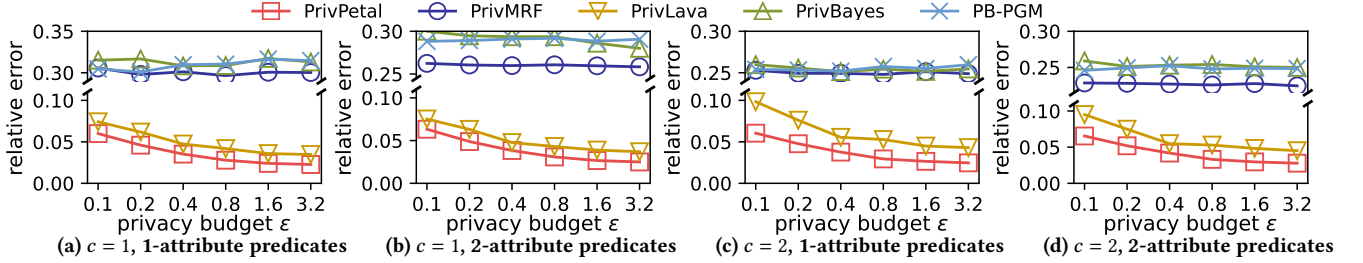 PrivPetal PrivMRF PrivLava PrivBayes PB-PGM
relative error
0.35
0.30
0.10
0.05
0.00
0.1 0.2 0.4 0.8 1.6 3.2
privacy budget ε
(a) c = 1, 1-attribute predicates
relative error
0.30
0.25
0.10
0.05
0.00
0.1 0.2 0.4 0.8 1.6 3.2
privacy budget ε
(b) c = 1, 2-attribute predicates
relative error
0.30
0.25
0.10
0.05
0.00
0.1 0.2 0.4 0.8 1.6 3.2
privacy budget ε
(c) c = 2, 1-attribute predicates
relative error
0.30
0.25
0.10
0.05
0.00
0.1 0.2 0.4 0.8 1.6 3.2
privacy budget ε
(d) c = 2, 2-attribute predicates